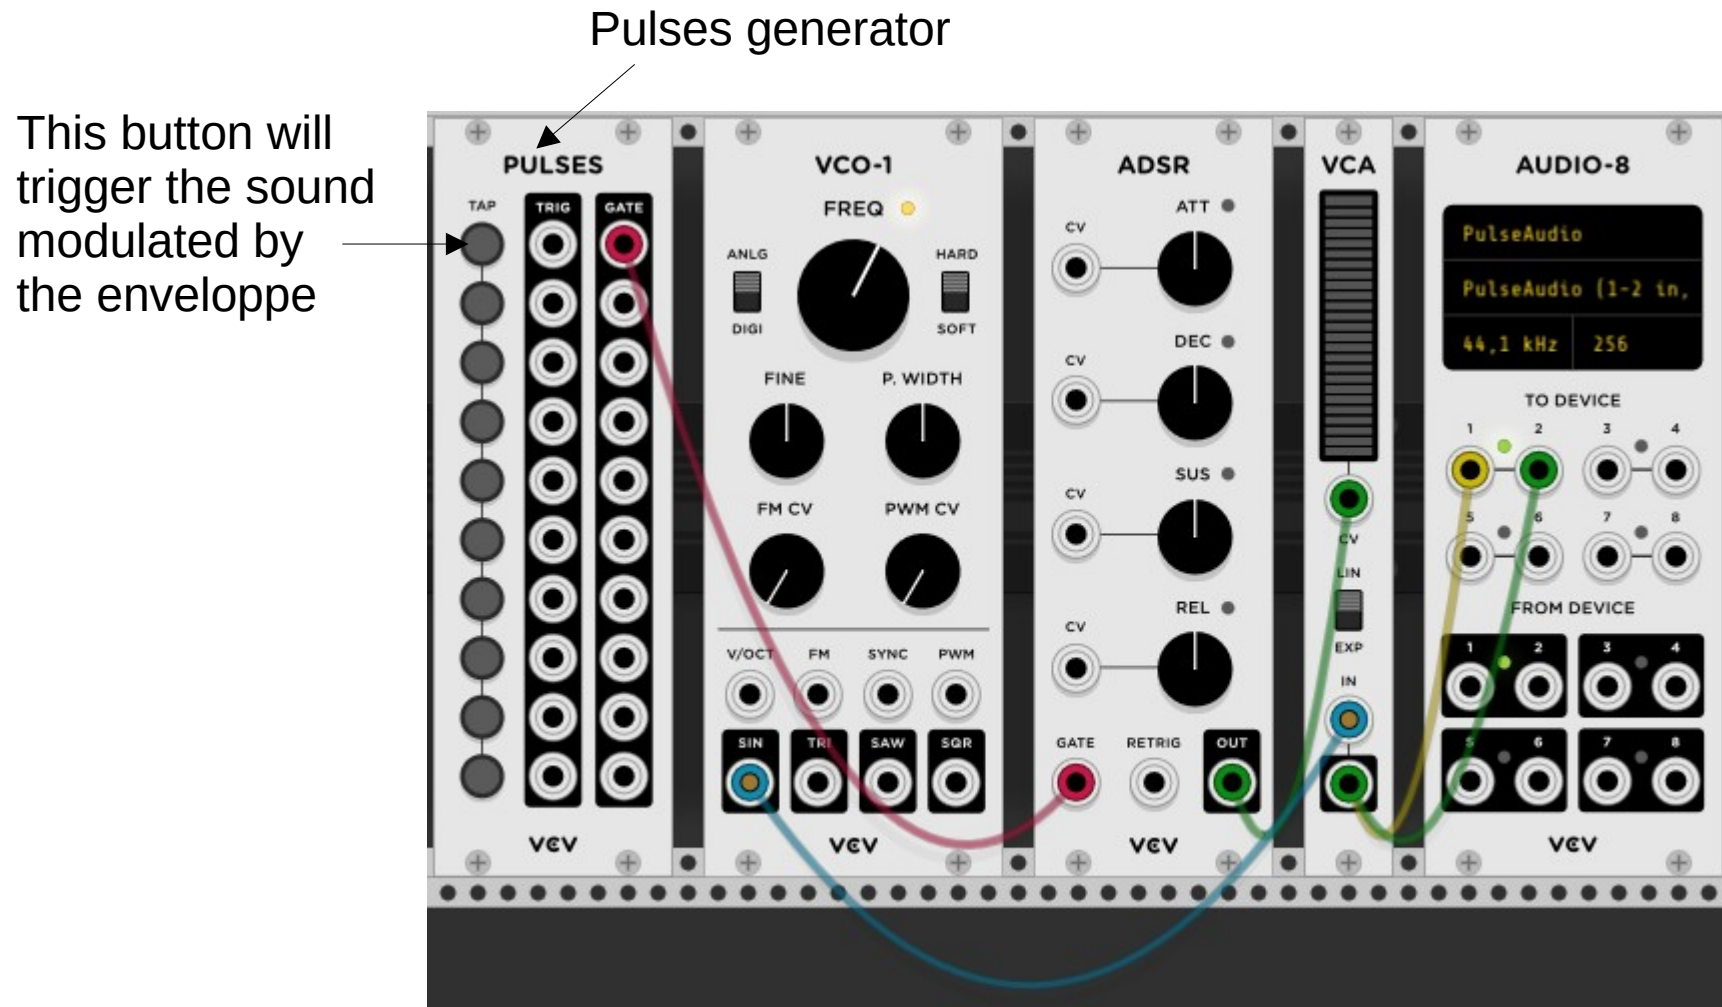 Pulses generator
This button will
trigger the sound
modulated by
the enveloppe
PULSES
TAP TRIG GATE
VCV
VCO-1
FREQ
ANLG HARD
DIGI SOFT
FINE P. WIDTH
FM CV PWM CV
V/OCT FM SYNC PWM
SIN TRI SAW SQR
VCV
ADSR
ATT
CV
DEC
CV
SUS
CV
REL
CV
GATE RETRIG OUT
VCV
VCA
CV
LIN
EXP
IN
AUDIO-8
PulseAudio
PulseAudio (1-2 in,
44,1 kHz 256
TO DEVICE
1 2 3 4
5 6 7 8
FROM DEVICE
1 2 3 4
5 6 7 8
VCV